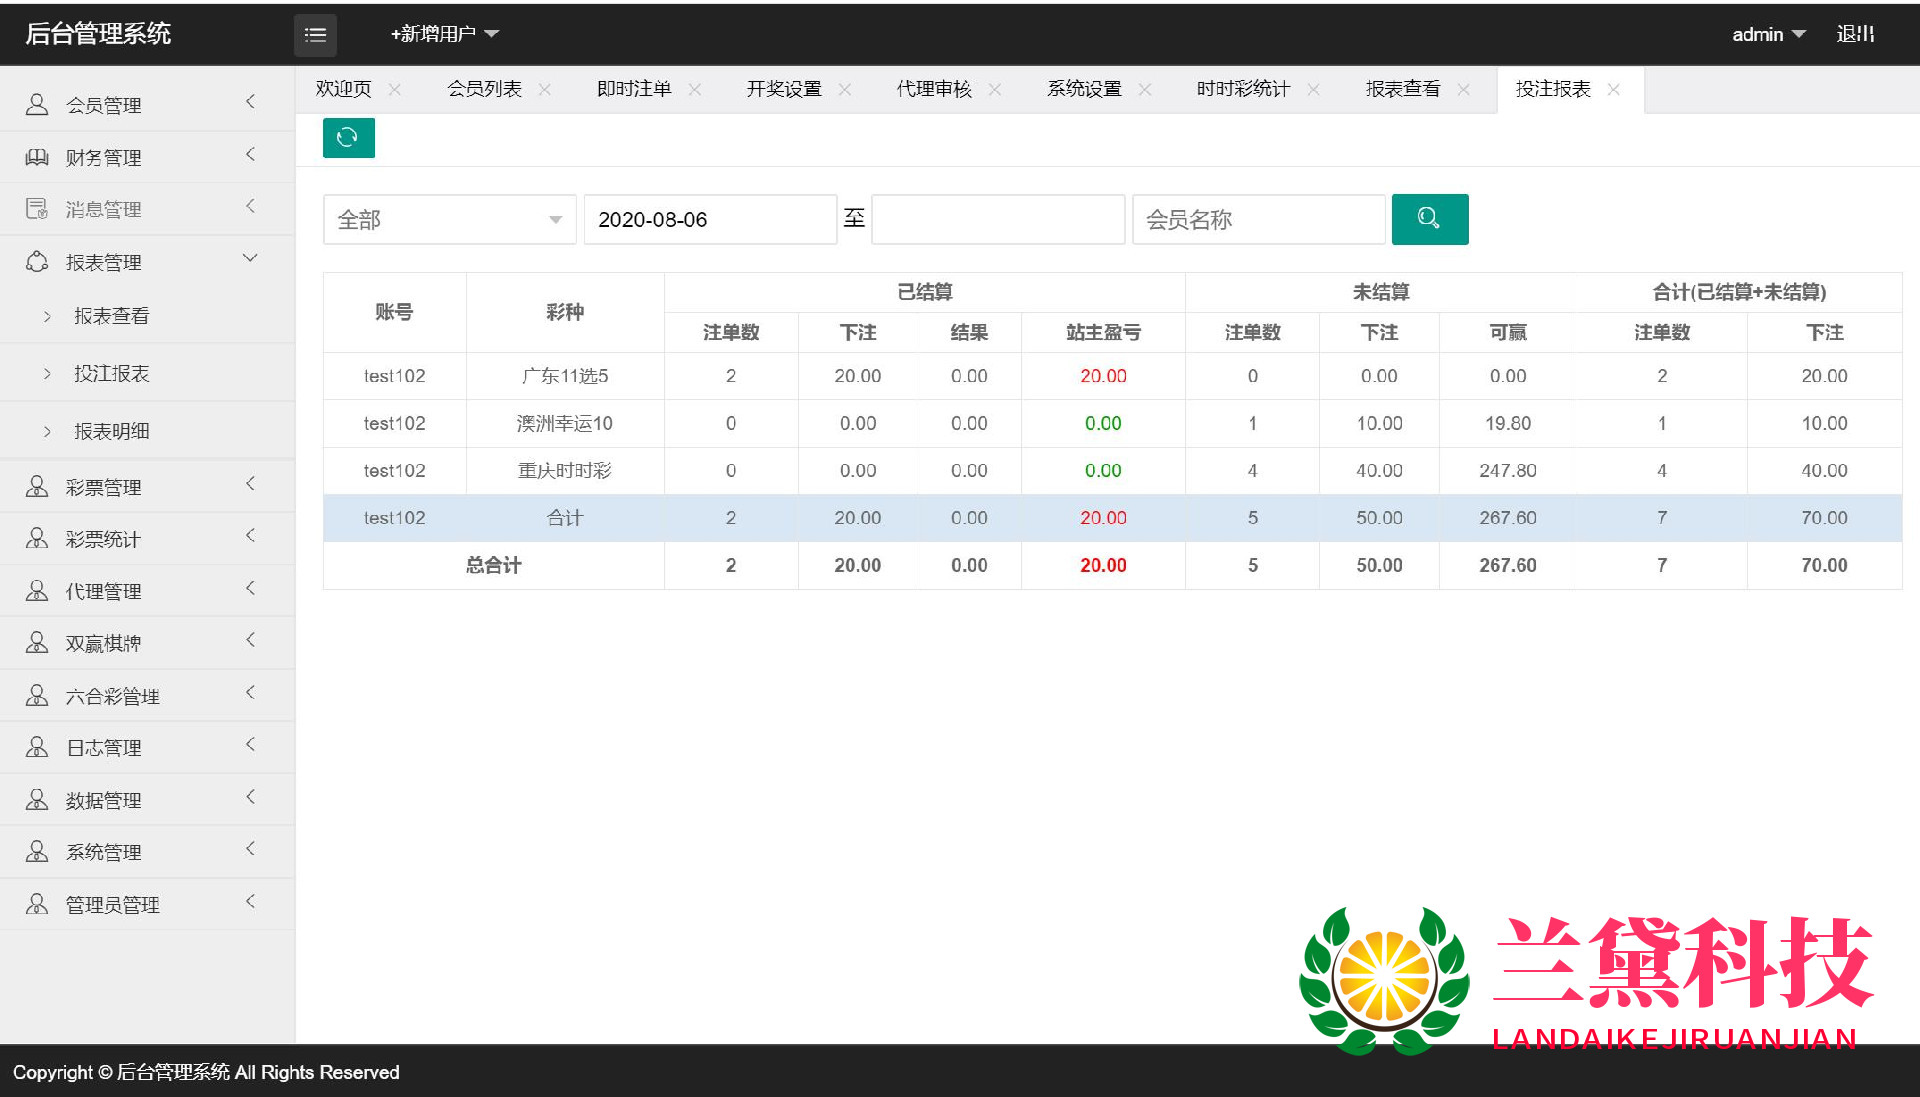 后台管理系统 +新增用户 admin 退出
欢迎页 会员列表 即时注单 开奖设置 代理审核 系统设置 时时彩统计 报表查看 投注报表
会员管理
财务管理
消息管理
报表管理
报表查看
投注报表
报表明细
彩票管理
彩票统计
代理管理
双赢棋牌
六合彩管理
日志管理
数据管理
系统管理
管理员管理
全部 2020-08-06 至 会员名称
账号 彩种 已结算 未结算 合计(已结算+未结算)
注单数 下注 结果 站主盈亏 注单数 下注 可赢 注单数 下注
test102 广东11选5 2 20.00 0.00 20.00 0 0.00 0.00 2 20.00
test102 澳洲幸运10 0 0.00 0.00 0.00 1 10.00 19.80 1 10.00
test102 重庆时时彩 0 0.00 0.00 0.00 4 40.00 247.80 4 40.00
test102 合计 2 20.00 0.00 20.00 5 50.00 267.60 7 70.00
总合计 2 20.00 0.00 20.00 5 50.00 267.60 7 70.00
兰黛科技
LANDAIKEJIRUANJIAN
Copyright © 后台管理系统 All Rights Reserved